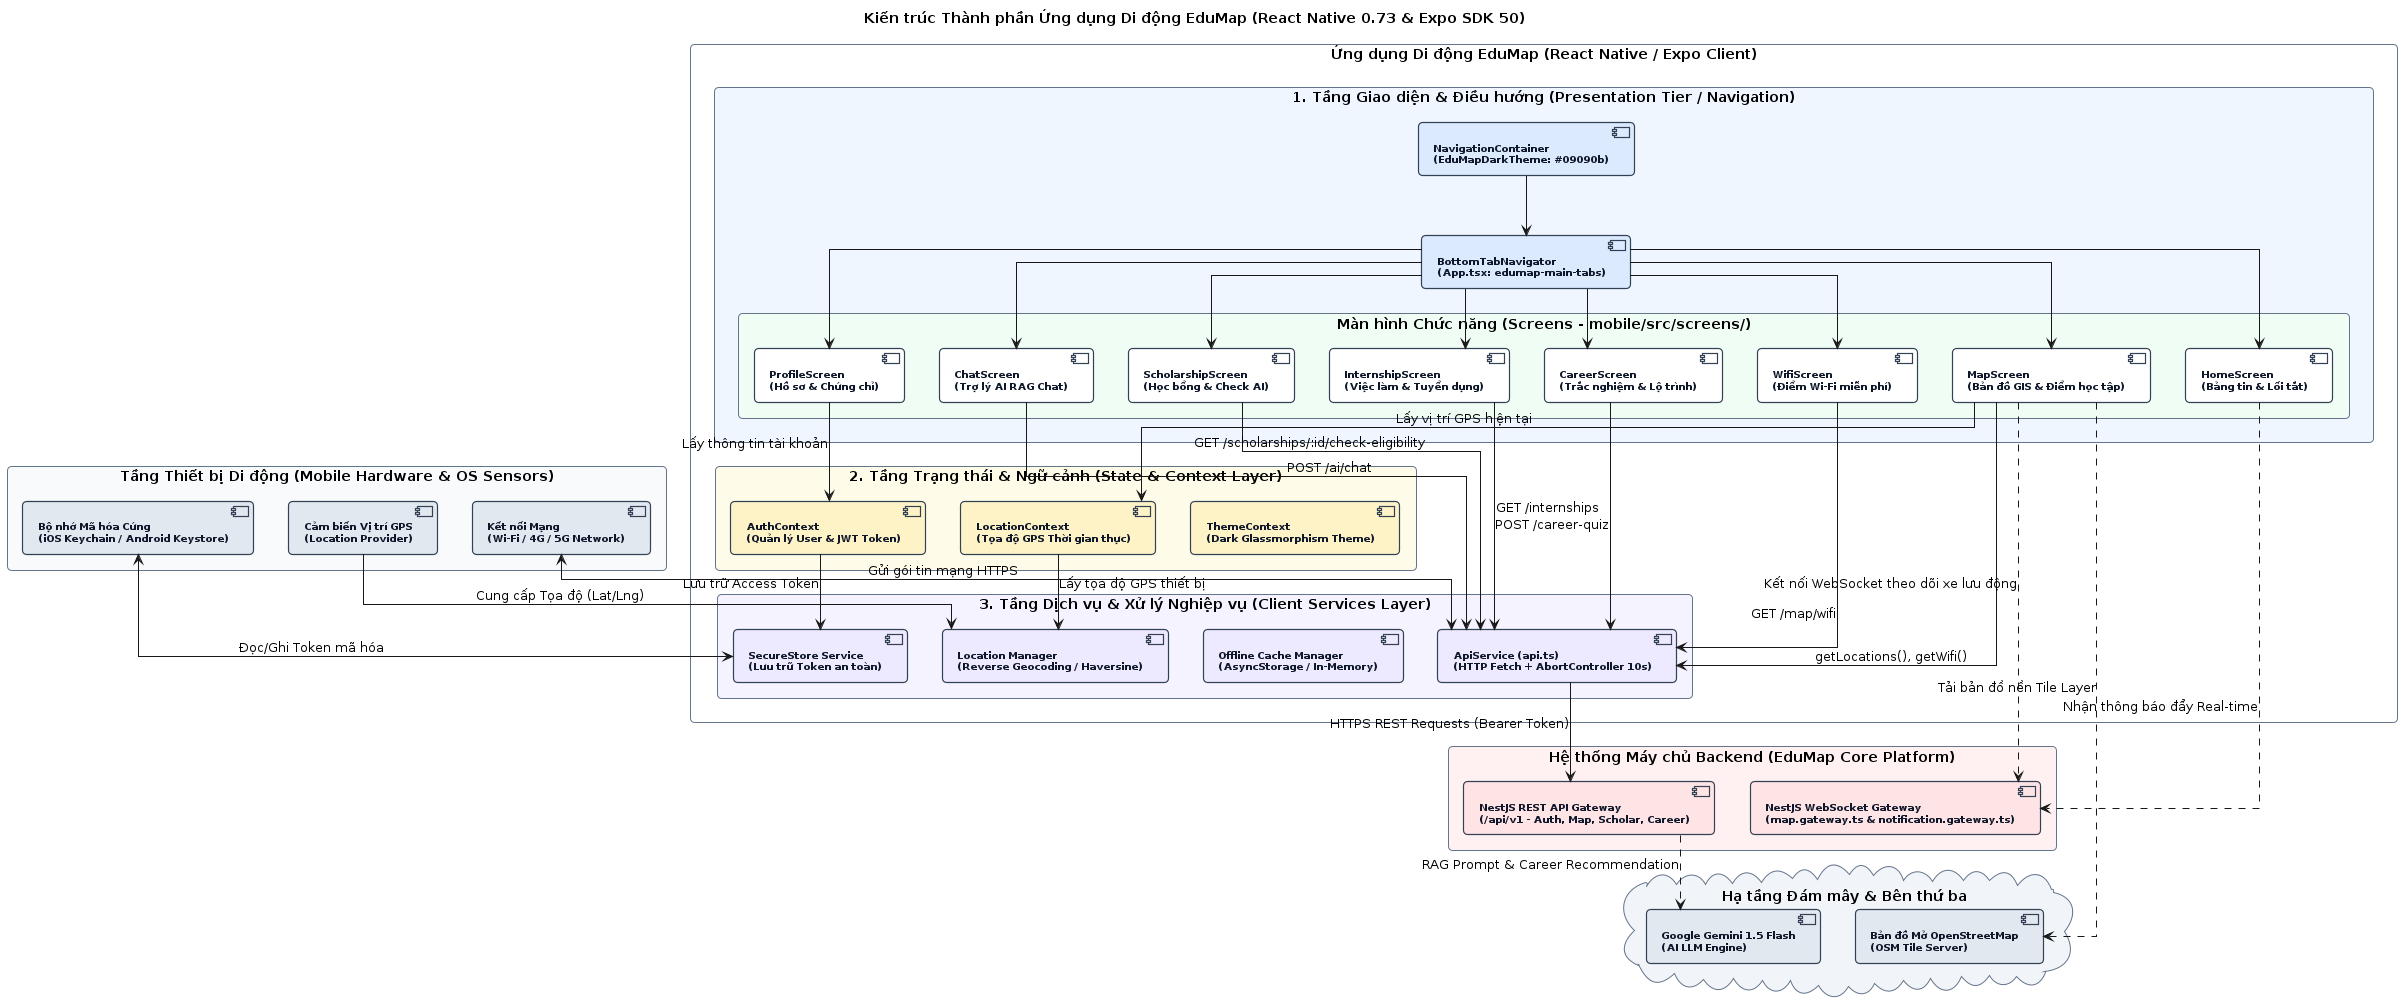 Kiến trúc Thành phần Ứng dụng Di động EduMap (React Native 0.73 & Expo SDK 50)
Ứng dụng Di động EduMap (React Native / Expo Client)
1. Tầng Giao diện & Điều hướng (Presentation Tier / Navigation)
NavigationContainer
(EduMapDarkTheme: #09090b)
BottomTabNavigator
(App.tsx: edumap-main-tabs)
Màn hình Chức năng (Screens - mobile/src/screens/)
ProfileScreen
(Hồ sơ & Chứng chỉ)
ChatScreen
(Trợ lý AI RAG Chat)
ScholarshipScreen
(Học bổng & Check AI)
InternshipScreen
(Việc làm & Tuyển dụng)
CareerScreen
(Trắc nghiệm & Lộ trình)
WifiScreen
(Điểm Wi-Fi miễn phí)
MapScreen
(Bản đồ GIS & Điểm học tập)
HomeScreen
(Bảng tin & Lối tắt)
Lấy vị trí GPS hiện tại
Lấy thông tin tài khoản
GET /scholarships/:id/check-eligibility
POST /ai/chat
Tầng Thiết bị Di động (Mobile Hardware & OS Sensors)
Bộ nhớ Mã hóa Cứng
(iOS Keychain / Android Keystore)
Cảm biến Vị trí GPS
(Location Provider)
Kết nối Mạng
(Wi-Fi / 4G / 5G Network)
2. Tầng Trạng thái & Ngữ cảnh (State & Context Layer)
AuthContext
(Quản lý User & JWT Token)
LocationContext
(Tọa độ GPS Thời gian thực)
ThemeContext
(Dark Glassmorphism Theme)
GET /internships
POST /career-quiz
Gửi gói tin mạng HTTPS
Lưu trữ Access Token
Lấy tọa độ GPS thiết bị
Kết nối WebSocket theo dõi xe lưu động
Cung cấp Tọa độ (Lat/Lng)
GET /map/wifi
3. Tầng Dịch vụ & Xử lý Nghiệp vụ (Client Services Layer)
Đọc/Ghi Token mã hóa
SecureStore Service
(Lưu trữ Token an toàn)
Location Manager
(Reverse Geocoding / Haversine)
Offline Cache Manager
(AsyncStorage / In-Memory)
ApiService (api.ts)
(HTTP Fetch + AbortController 10s)
getLocations(), getWifi()
Tải bản đồ nền Tile Layer
Nhận thông báo đẩy Real-time
HTTPS REST Requests (Bearer Token)
Hệ thống Máy chủ Backend (EduMap Core Platform)
NestJS REST API Gateway
(/api/v1 - Auth, Map, Scholar, Career)
NestJS WebSocket Gateway
(map.gateway.ts & notification.gateway.ts)
RAG Prompt & Career Recommendation
Hạ tầng Đám mây & Bên thứ ba
Google Gemini 1.5 Flash
(AI LLM Engine)
Bản đồ Mở OpenStreetMap
(OSM Tile Server)